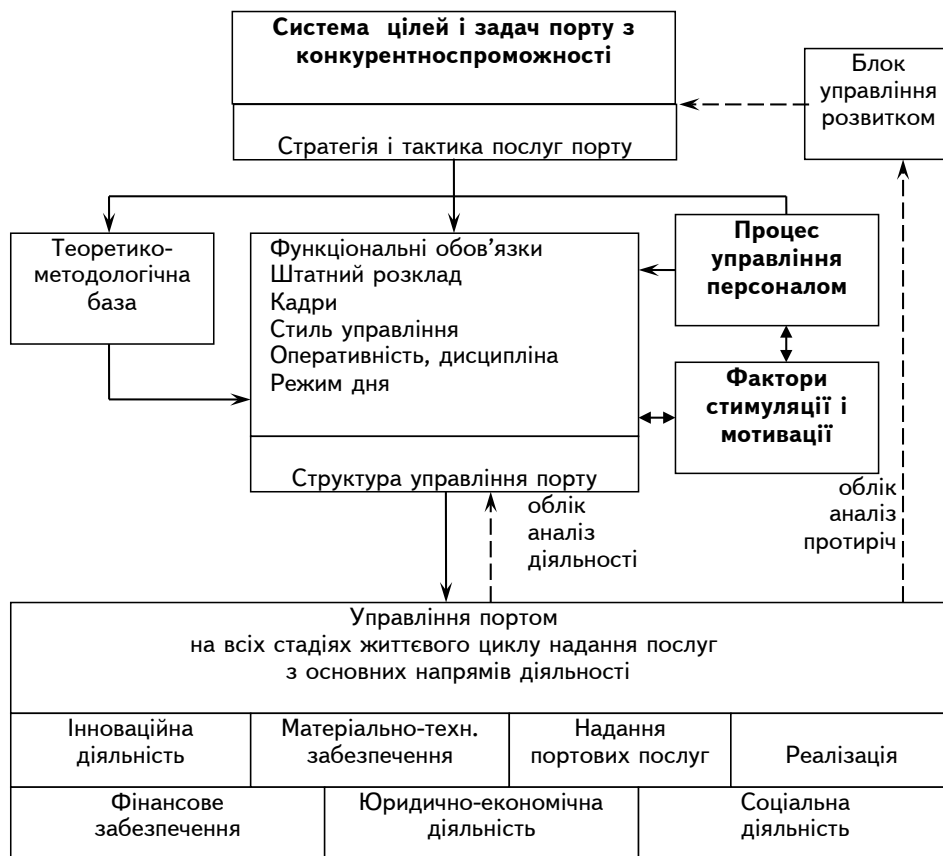 Система цілей і задач порту з
конкурентноспроможності
Стратегія і тактика послуг порту
Блок
управління
розвитком
Теоретико-
методологічна
база
Функціональні обов’язки
Штатний розклад
Кадри
Стиль управління
Оперативність, дисципліна
Режим дня
Структура управління порту
Процес
управління
персоналом
Фактори
стимуляції і
мотивації
облік
аналіз
діяльності
облік
аналіз
протиріч
Управління портом
на всіх стадіях життєвого циклу надання послуг
з основних напрямів діяльності
Інноваційна
діяльність
Матеріально-техн.
забезпечення
Надання
портових послуг
Реалізація
Фінансове
забезпечення
Юридично-економічна
діяльність
Соціальна
діяльність